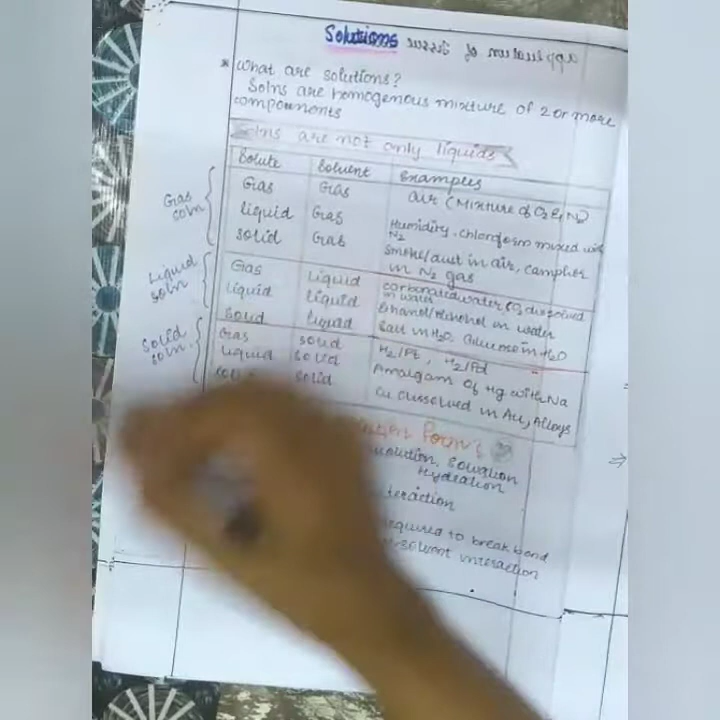 Solutions
* What are solutions?
Solns are homogenous mixture of 2 or more
components
Solns are not only liquids
Solute Solvent Examples
Gas soln
Gas Gas air (Mixture of O2 & N2)
liquid Gas Humidity, chloroform mixed with N2
solid Gas Smoke/dust in air, camphor in N2 gas
Liquid soln
Gas Liquid carbonated water CO2 dissolved in water
liquid liquid Ethanol/Methanol in water
Solid liquid Salt in H2O, Glucose in H2O
Solid soln.
Gas solid H2/Pt, H2/Pd
liquid solid Amalgam of Hg with Na
solid Cu dissolved in Au, Alloys
Form?
Solvation
Hydration
required to break bond
solvent interaction